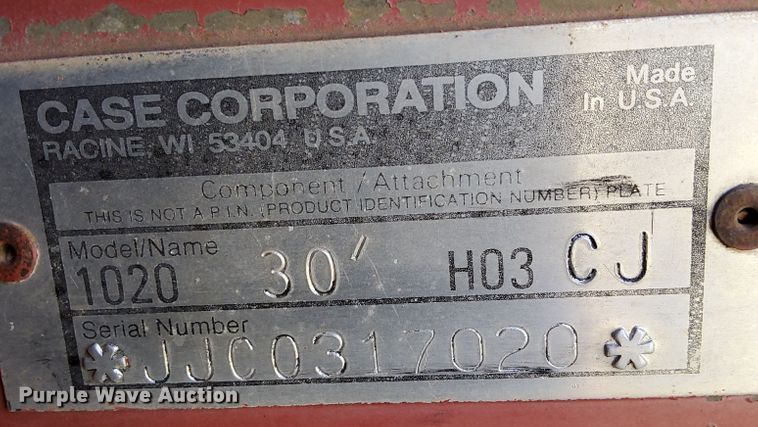 CASE CORPORATION
RACINE, WI 53404 U.S.A.
Made
In U.S.A.
Component / Attachment
THIS IS NOT A P.I.N. (PRODUCT IDENTIFICATION NUMBER) PLATE
Model/Name
1020 30' H03 CJ
Serial Number
*JJC0317020*
Purple Wave Auction